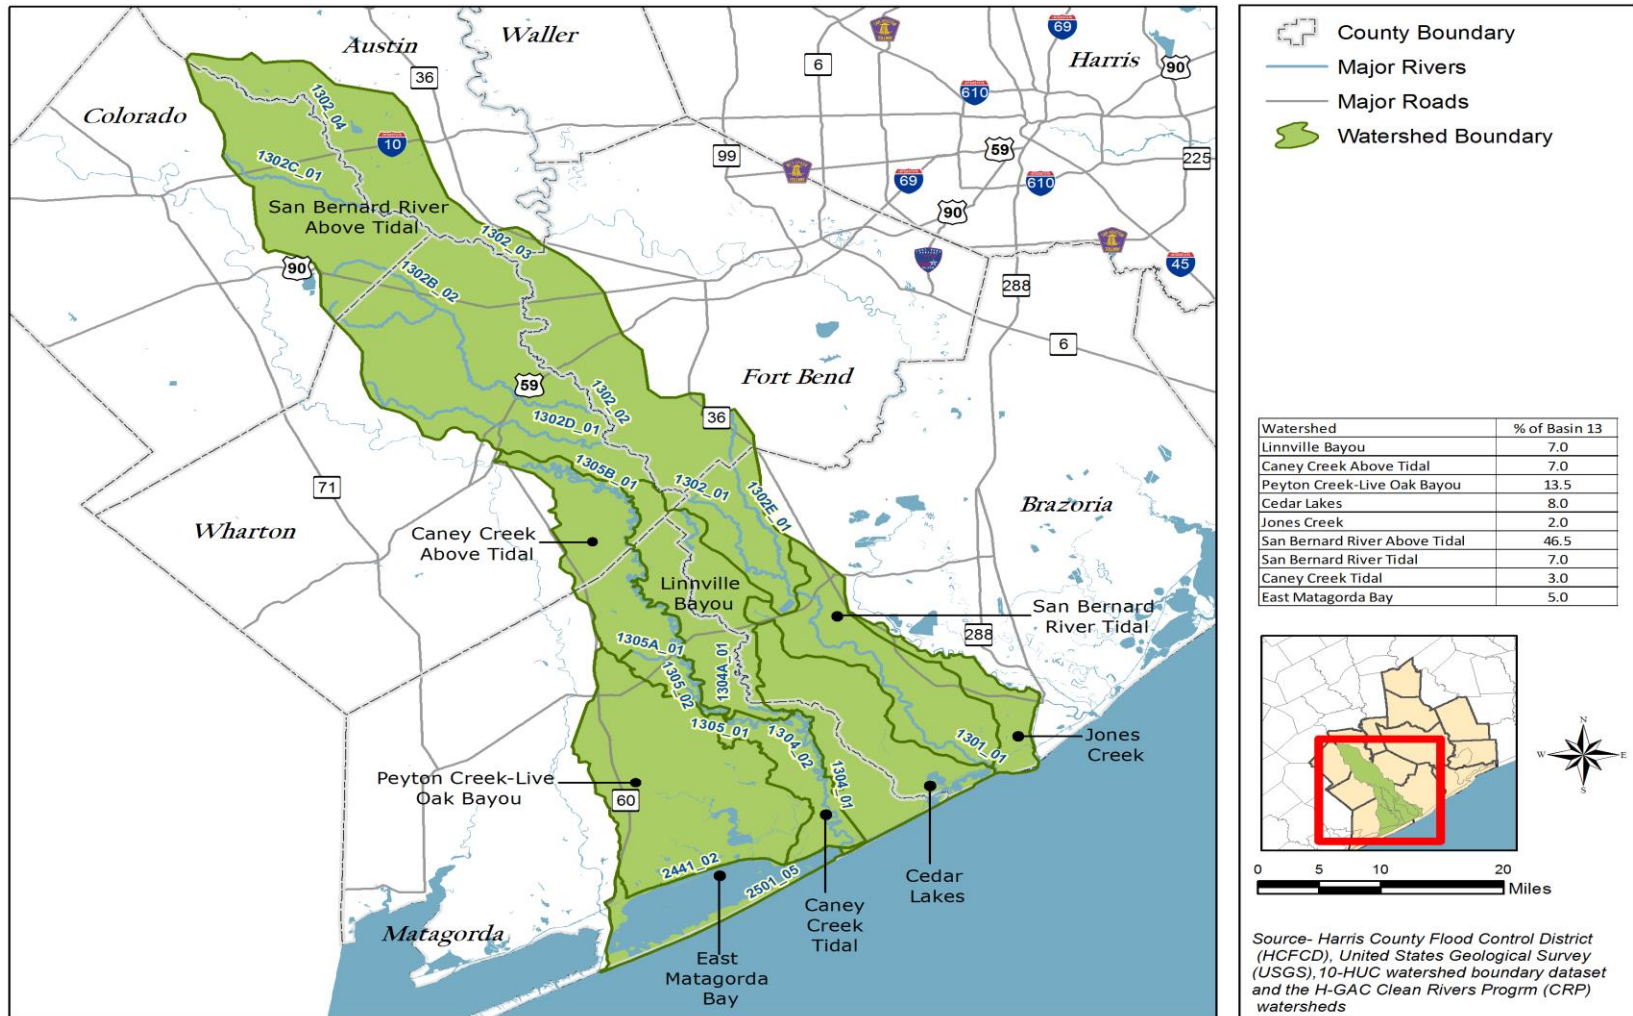 Austin
Waller
Harris
Colorado
36
6
69
90
610
1302_04
10
99
59
225
1302C_01
69
610
San Bernard River
Above Tidal
90
1302_03
90
1302B_02
45
288
6
59
Fort Bend
1302_02
36
1302D_01
1305B_01
71
1302_01
1302E_01
Brazoria
Wharton
Caney Creek
Above Tidal
Linnville
Bayou
San Bernard
River Tidal
288
1305A_01
1304A_01
1305_02
1305_01
1304_02
1301_01
Jones
Creek
Peyton Creek-Live
Oak Bayou
60
1304_01
2441_02
2501_05
Cedar
Lakes
Caney
Creek
Tidal
Matagorda
East
Matagorda
Bay
County Boundary
Major Rivers
Major Roads
Watershed Boundary
Watershed % of Basin 13
Linnville Bayou 7.0
Caney Creek Above Tidal 7.0
Peyton Creek-Live Oak Bayou 13.5
Cedar Lakes 8.0
Jones Creek 2.0
San Bernard River Above Tidal 46.5
San Bernard River Tidal 7.0
Caney Creek Tidal 3.0
East Matagorda Bay 5.0
N
W E
S
0 5 10 20
Miles
Source- Harris County Flood Control District
(HCFCD), United States Geological Survey
(USGS),10-HUC watershed boundary dataset
and the H-GAC Clean Rivers Progrm (CRP)
watersheds